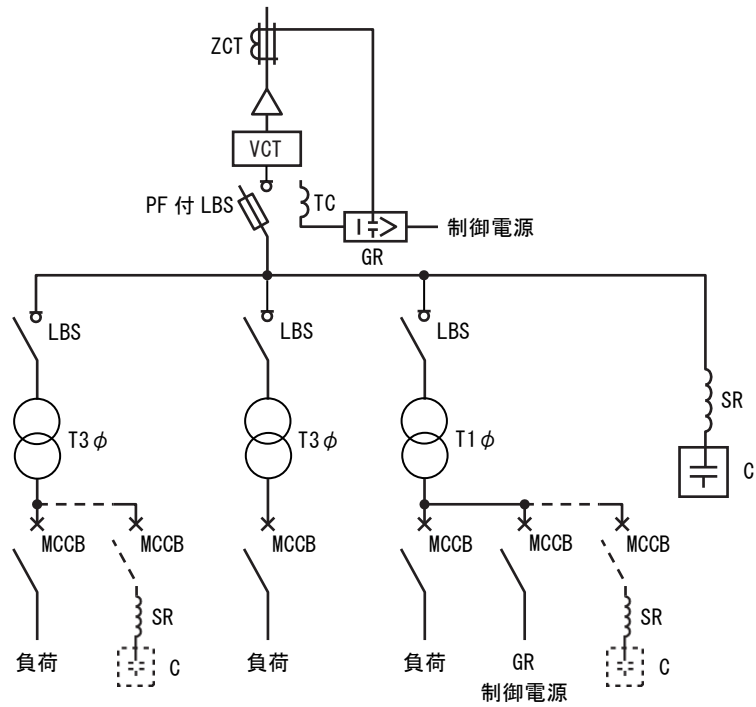 ZCT
VCT
PF 付 LBS
TC
I ÷ >
GR
制御電源
LBS
LBS
LBS
T3φ
T3φ
T1φ
SR
C
MCCB
MCCB
MCCB
MCCB
MCCB
MCCB
SR
C
SR
C
負荷
負荷
負荷
GR
制御電源